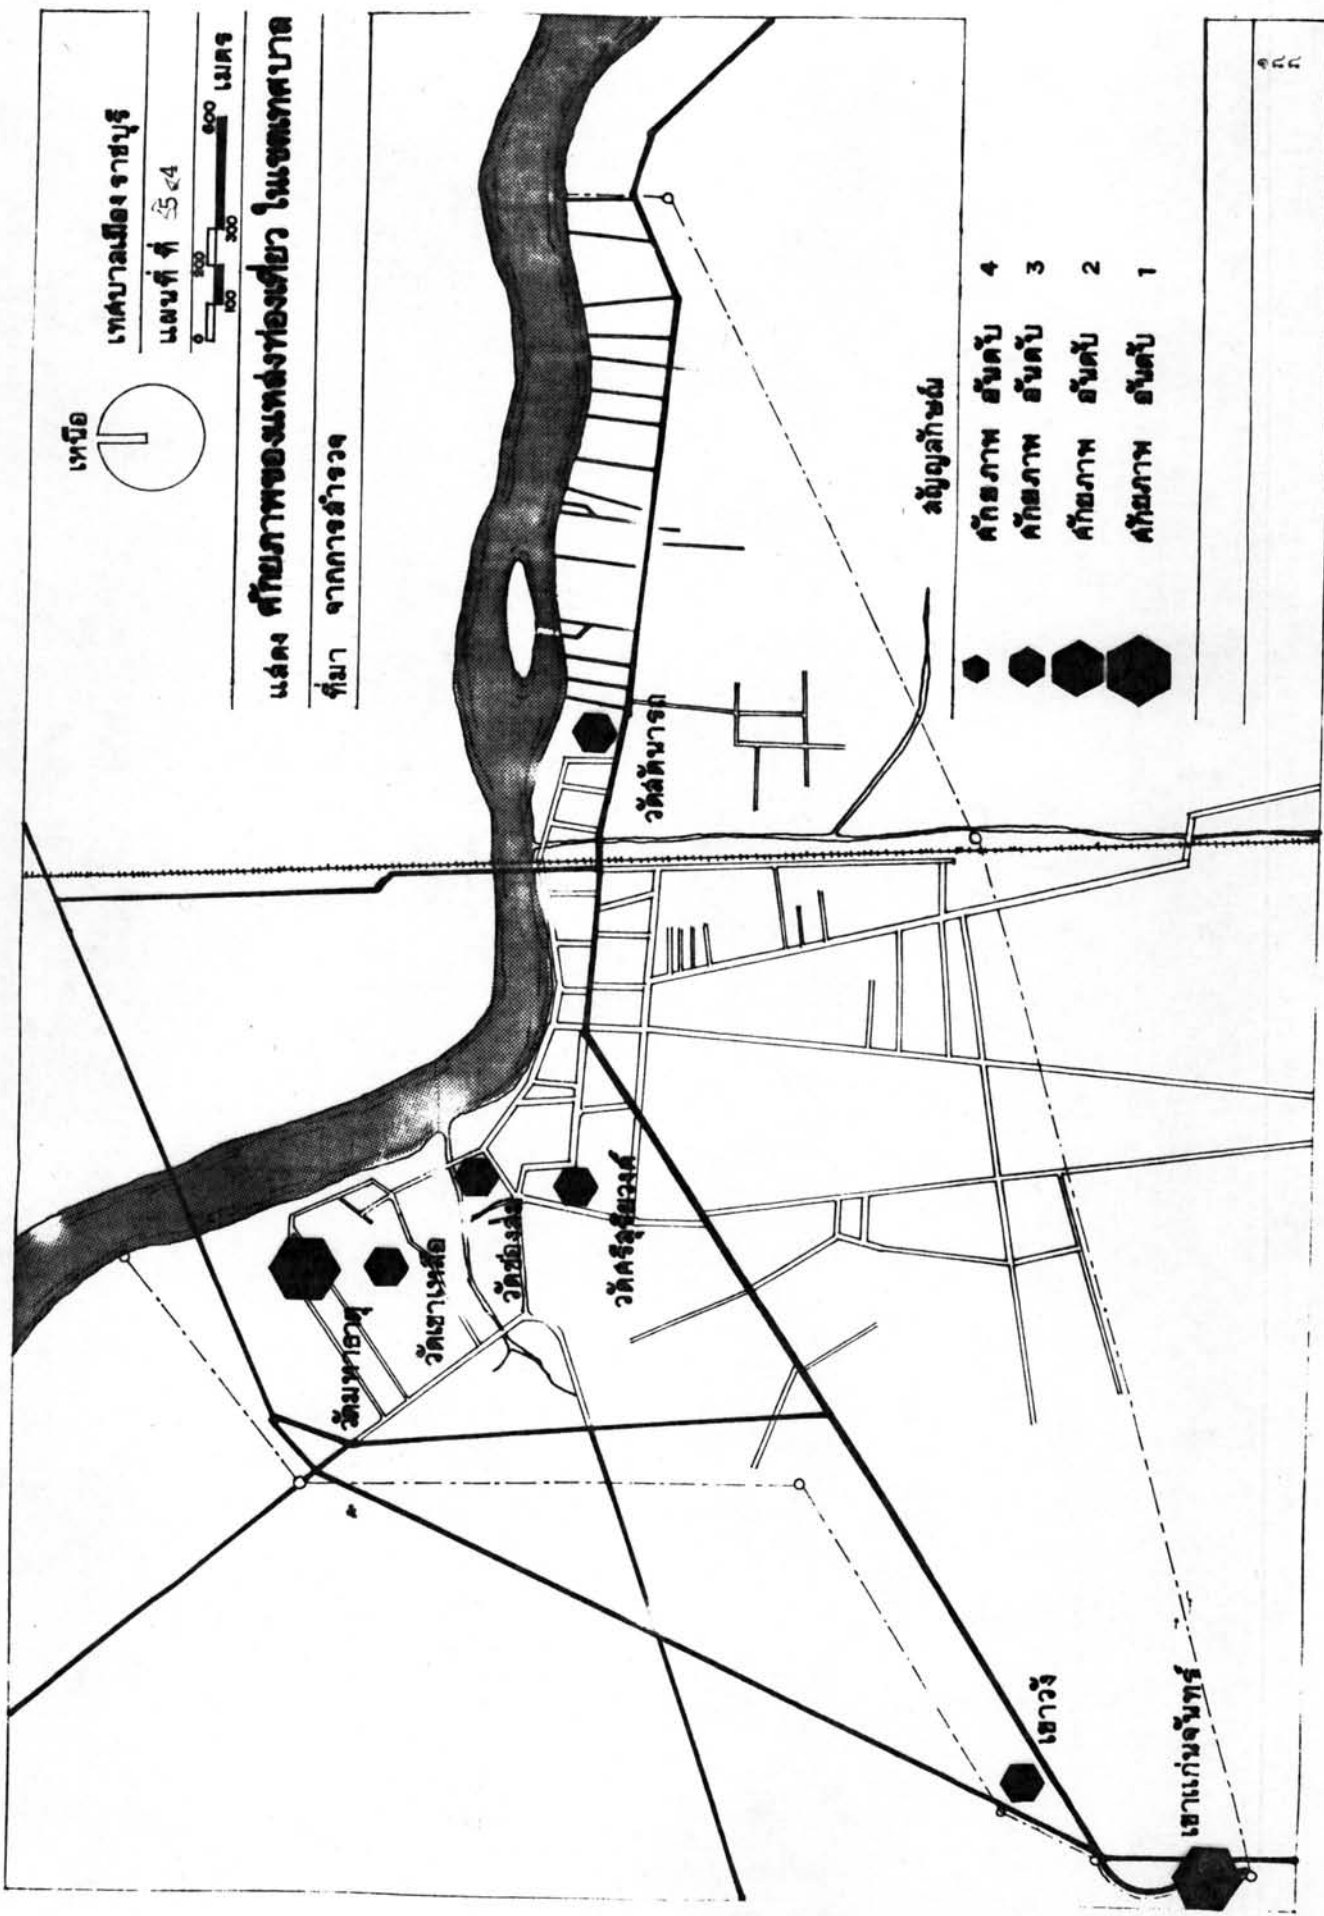 เหนือ
เทศบาลเมือง ราชบุรี
แผนที่ ที่
0 100 200 300 600 เมตร
แสดง ศักยภาพของแหล่งท่องเที่ยว ในเขตเทศบาล
ที่มา จากการสำรวจ
วัดสัตนารถ
วัดมหาธาตุ
วัดเขาเหลือ
วัดช่องลม
วัดศรีสุริยวงศ์
เขาวัง
เขาแก่นจันทร์
สัญญลักษณ์
ศักยภาพ อันดับ 4
ศักยภาพ อันดับ 3
ศักยภาพ อันดับ 2
ศักยภาพ อันดับ 1